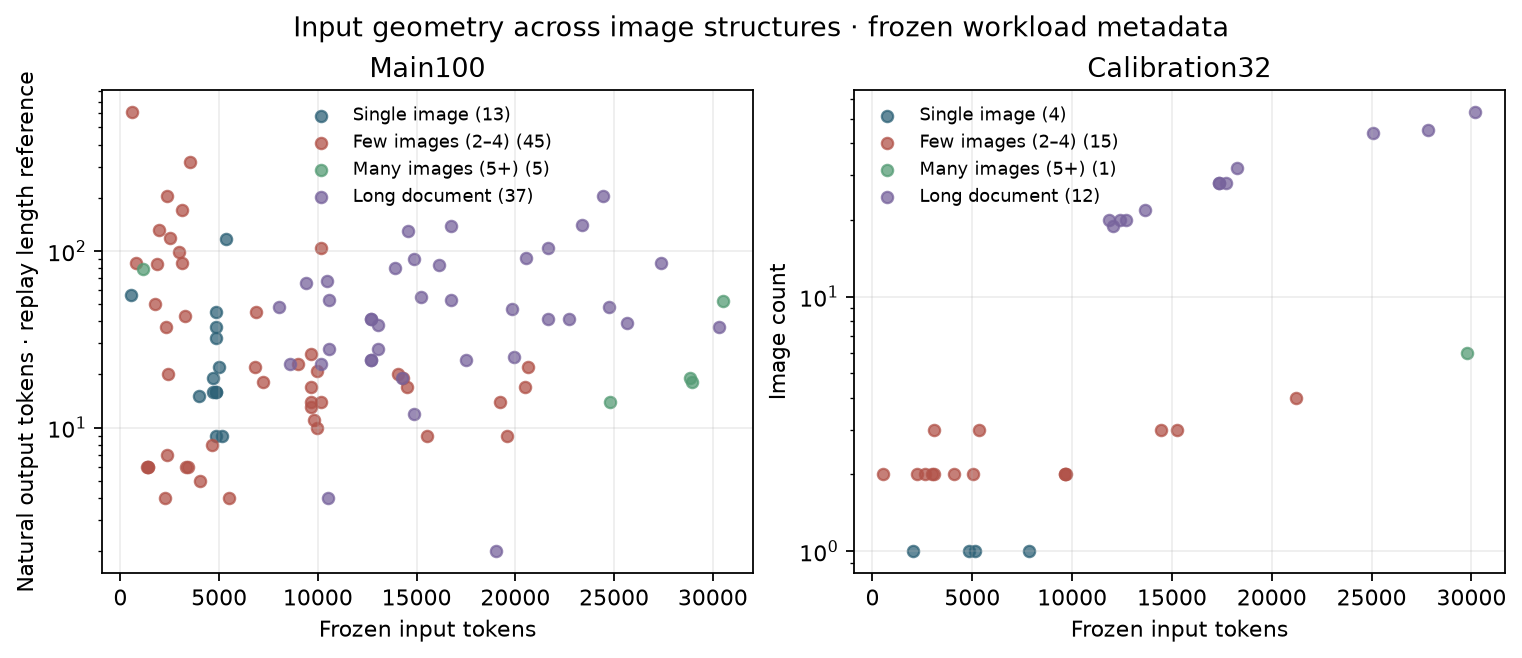 Input geometry across image structures · frozen workload metadata
Main100
Natural output tokens · replay length reference
10²
10¹
Single image (13)
Few images (2–4) (45)
Many images (5+) (5)
Long document (37)
0 5000 10000 15000 20000 25000 30000
Frozen input tokens
Calibration32
Image count
10¹
10⁰
Single image (4)
Few images (2–4) (15)
Many images (5+) (1)
Long document (12)
0 5000 10000 15000 20000 25000 30000
Frozen input tokens